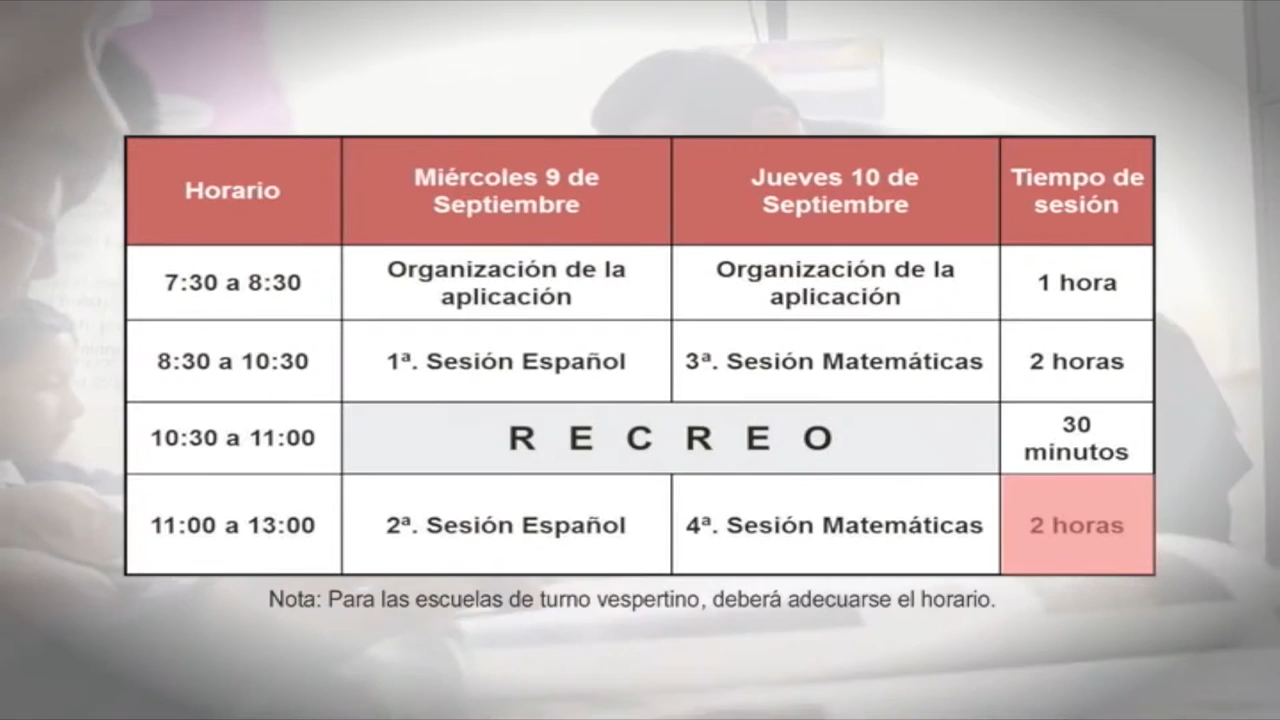 Horario
Miércoles 9 de
Septiembre
Jueves 10 de
Septiembre
Tiempo de
sesión
7:30 a 8:30
Organización de la
aplicación
Organización de la
aplicación
1 hora
8:30 a 10:30
1ª. Sesión Español
3ª. Sesión Matemáticas
2 horas
10:30 a 11:00
R E C R E O
30
minutos
11:00 a 13:00
2ª. Sesión Español
4ª. Sesión Matemáticas
2 horas
Nota: Para las escuelas de turno vespertino, deberá adecuarse el horario.